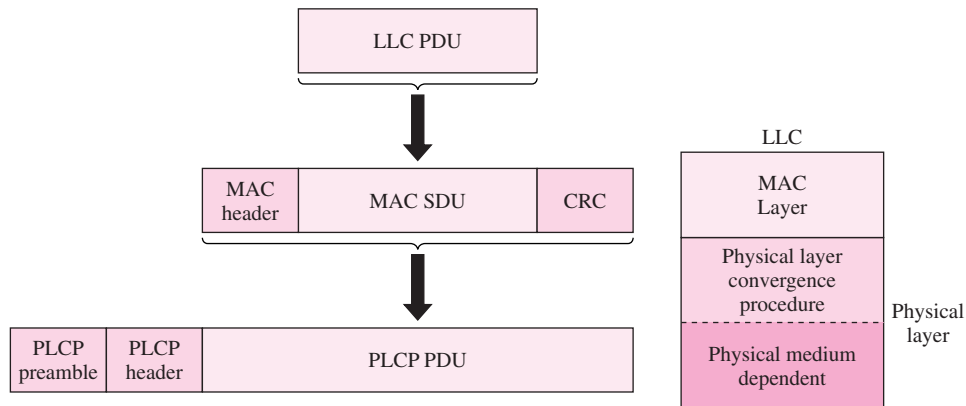 LLC PDU
MAC
header
MAC SDU
CRC
PLCP
preamble
PLCP
header
PLCP PDU
LLC
MAC
Layer
Physical layer
convergence
procedure
Physical medium
dependent
Physical
layer